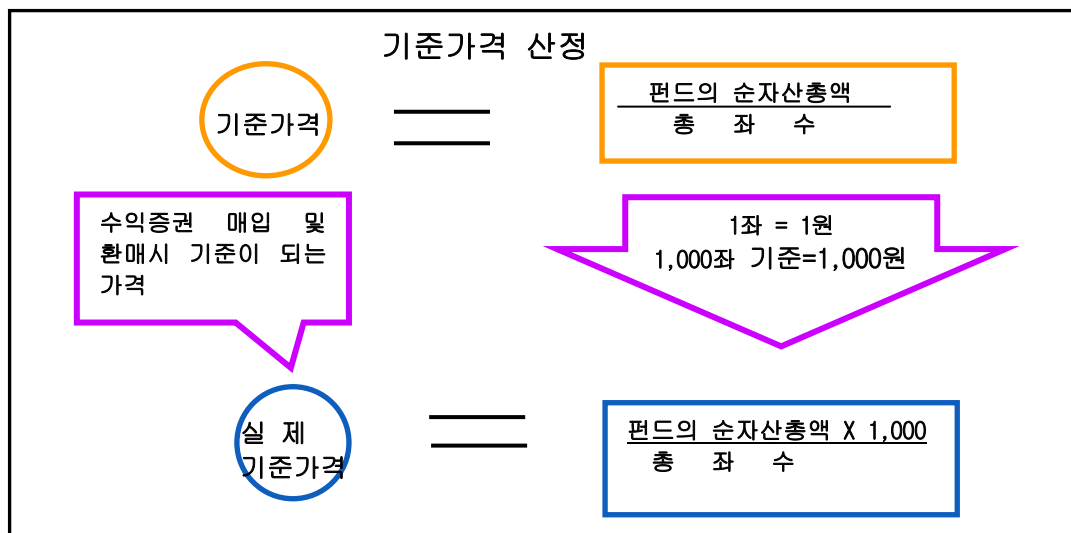 기준가격 산정
기준가격
펀드의 순자산총액
총 좌 수
수익증권 매입 및
환매시 기준이 되는
가격
1좌 = 1원
1,000좌 기준=1,000원
실 제
기준가격
펀드의 순자산총액 X 1,000
총 좌 수